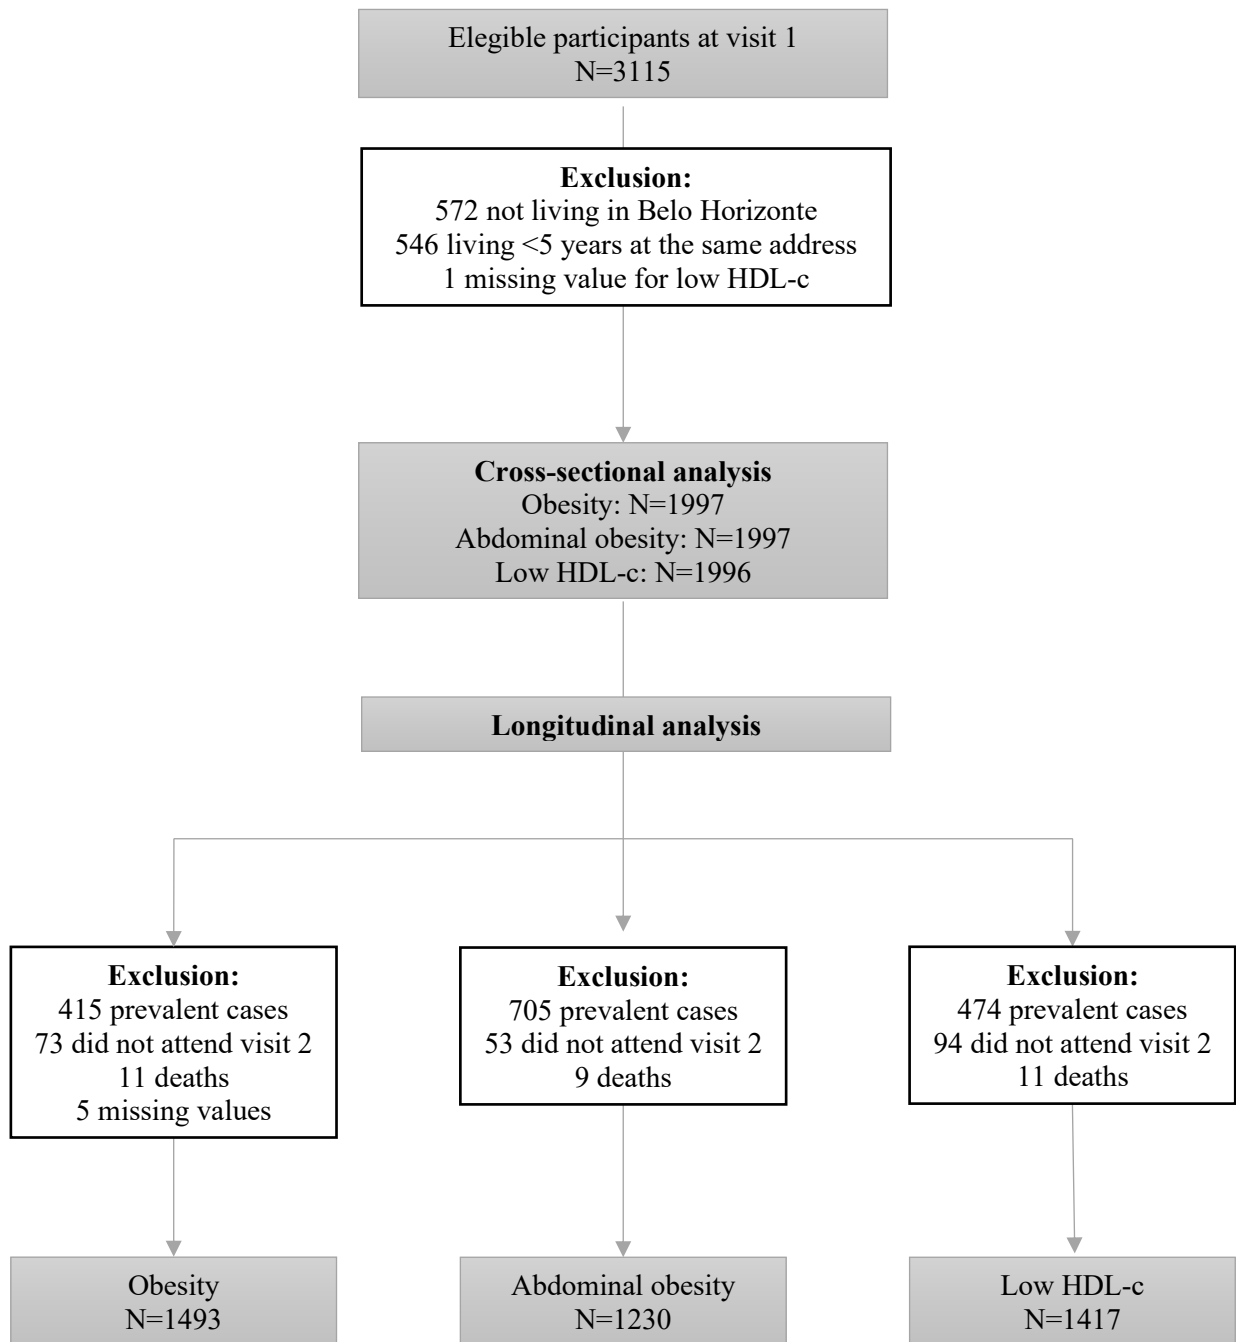 Elegible participants at visit 1
N=3115
Exclusion:
572 not living in Belo Horizonte
546 living <5 years at the same address
1 missing value for low HDL-c
Cross-sectional analysis
Obesity: N=1997
Abdominal obesity: N=1997
Low HDL-c: N=1996
Longitudinal analysis
Exclusion:
415 prevalent cases
73 did not attend visit 2
11 deaths
5 missing values
Exclusion:
705 prevalent cases
53 did not attend visit 2
9 deaths
Exclusion:
474 prevalent cases
94 did not attend visit 2
11 deaths
Obesity
N=1493
Abdominal obesity
N=1230
Low HDL-c
N=1417